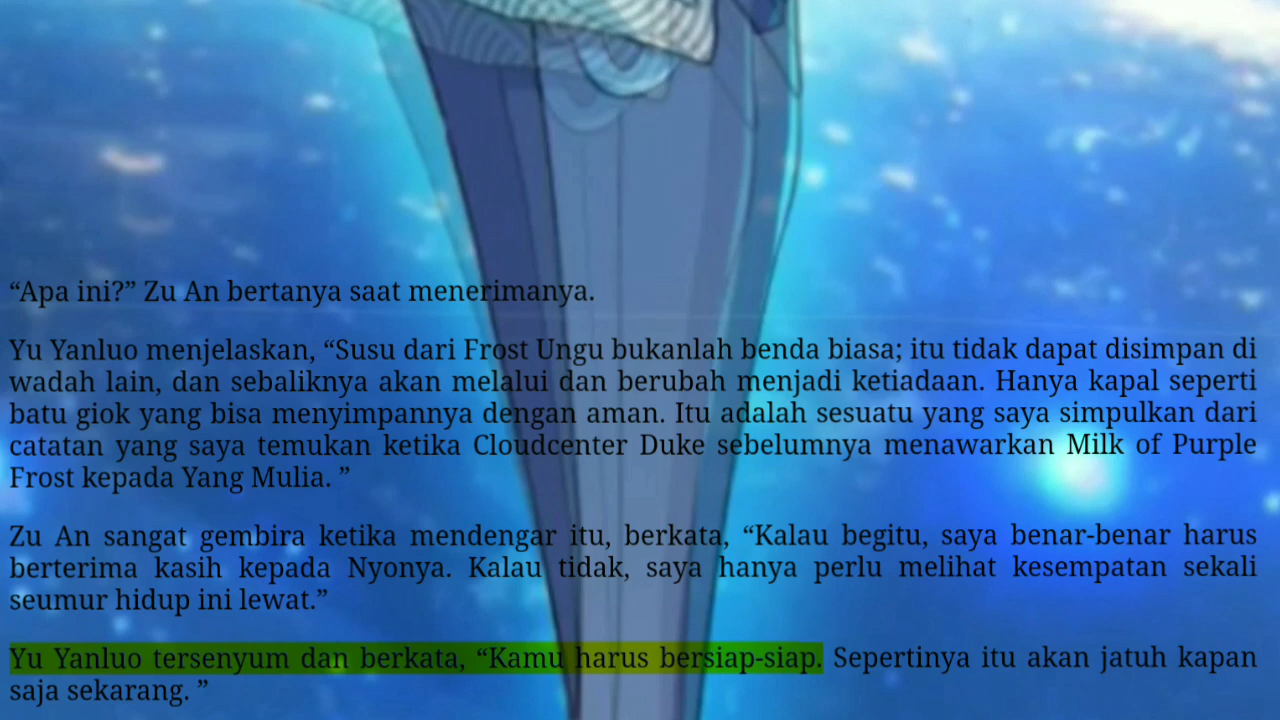 “Apa ini?” Zu An bertanya saat menerimanya.
Yu Yanluo menjelaskan, “Susu dari Frost Ungu bukanlah benda biasa; itu tidak dapat disimpan di
wadah lain, dan sebaliknya akan melalui dan berubah menjadi ketiadaan. Hanya kapal seperti
batu giok yang bisa menyimpannya dengan aman. Itu adalah sesuatu yang saya simpulkan dari
catatan yang saya temukan ketika Cloudcenter Duke sebelumnya menawarkan Milk of Purple
Frost kepada Yang Mulia. ”
Zu An sangat gembira ketika mendengar itu, berkata, “Kalau begitu, saya benar-benar harus
berterima kasih kepada Nyonya. Kalau tidak, saya hanya perlu melihat kesempatan sekali
seumur hidup ini lewat.”
Yu Yanluo tersenyum dan berkata, “Kamu harus bersiap-siap. Sepertinya itu akan jatuh kapan
saja sekarang. ”